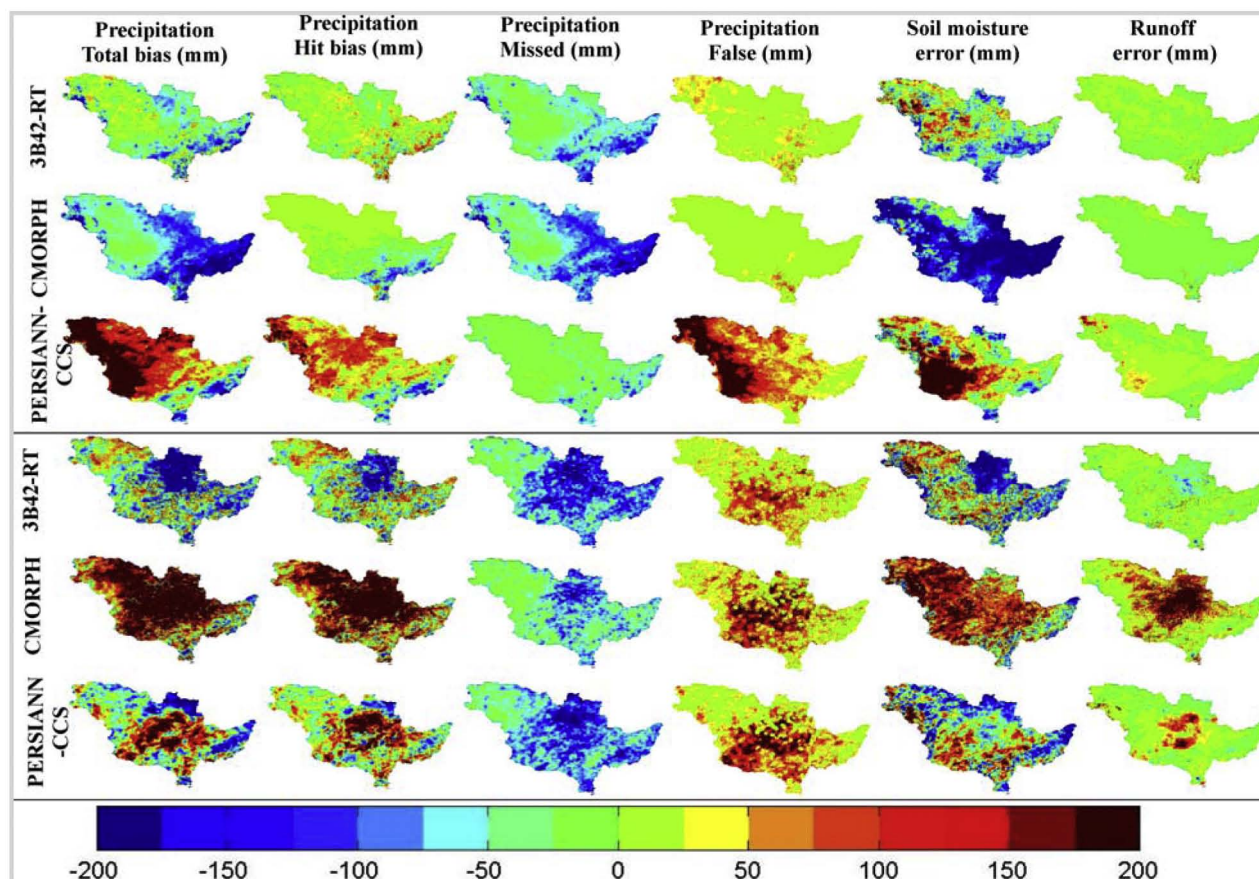 Precipitation
Total bias (mm)
Precipitation
Hit bias (mm)
Precipitation
Missed (mm)
Precipitation
False (mm)
Soil moisture
error (mm)
Runoff
error (mm)
3B42-RT
CMORPH
PERSIANN-
CCS
3B42-RT
CMORPH
PERSIANN
-CCS
-200 -150 -100 -50 0 50 100 150 200